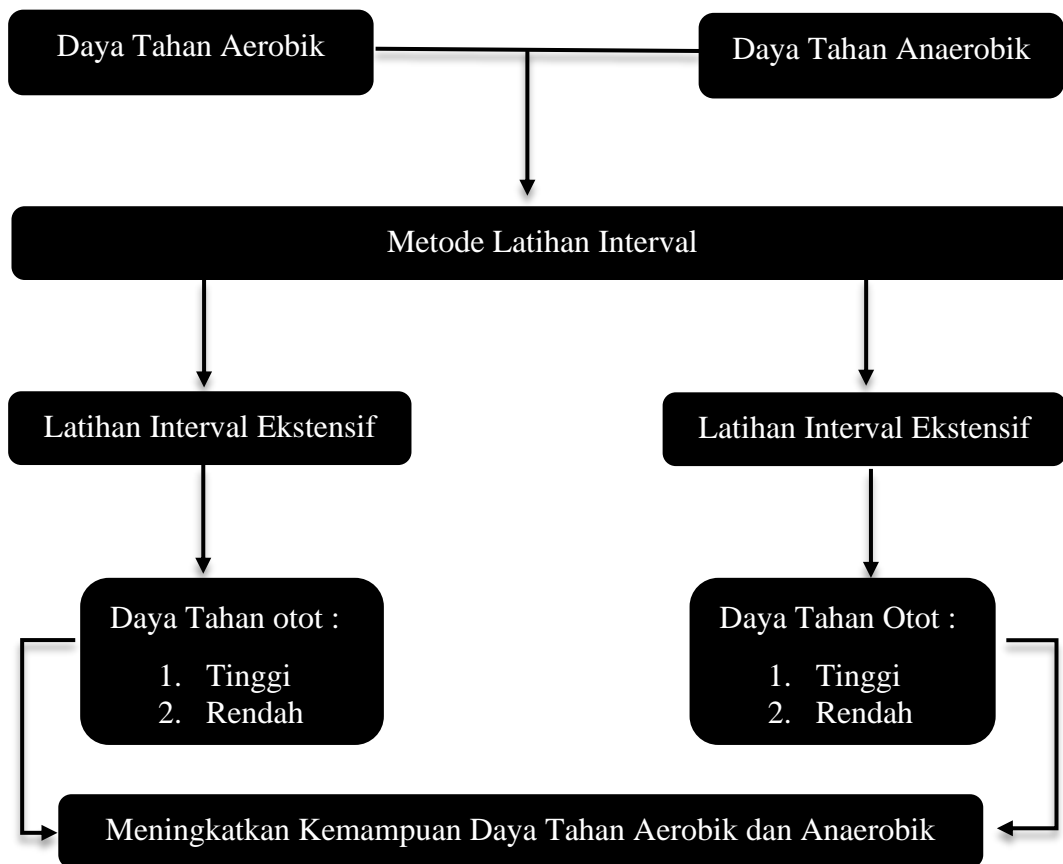 Daya Tahan Aerobik
Daya Tahan Anaerobik
Metode Latihan Interval
Latihan Interval Ekstensif
Latihan Interval Ekstensif
Daya Tahan otot :
1. Tinggi
2. Rendah
Daya Tahan Otot :
1. Tinggi
2. Rendah
Meningkatkan Kemampuan Daya Tahan Aerobik dan Anaerobik